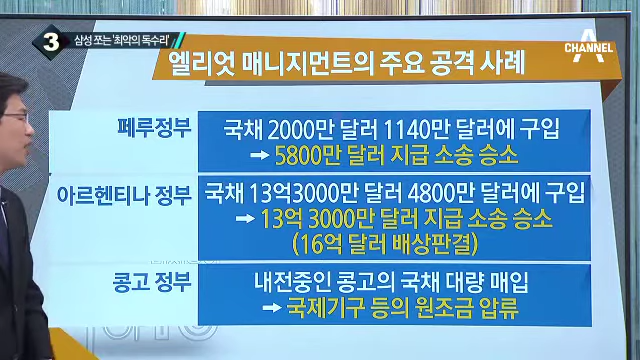 3 삼성 쪼는 '최악의 독수리'
CHANNEL A
엘리엇 매니지먼트의 주요 공격 사례
페루정부
국채 2000만 달러 1140만 달러에 구입
→ 5800만 달러 지급 소송 승소
아르헨티나 정부
국채 13억3000만 달러 4800만 달러에 구입
→ 13억 3000만 달러 지급 소송 승소
(16억 달러 배상판결)
콩고 정부
내전중인 콩고의 국채 대량 매입
→ 국제기구 등의 원조금 압류